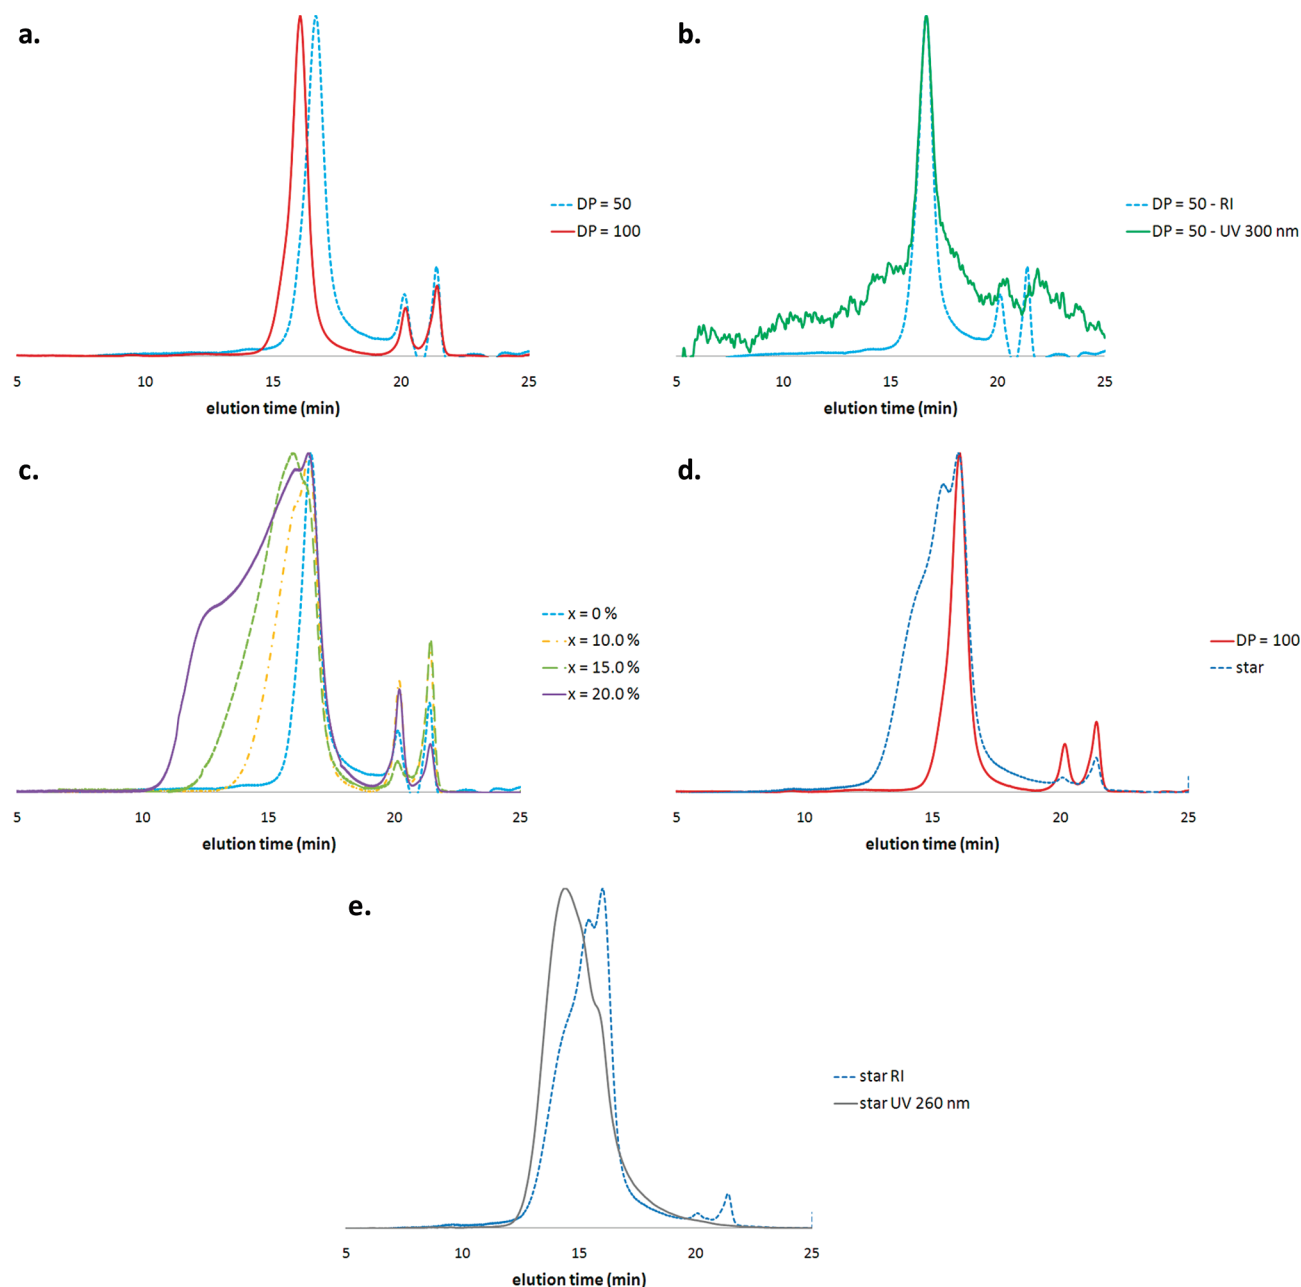 a.
DP = 50
DP = 100
5 10 15 20 25
elution time (min)
b.
DP = 50 - RI
DP = 50 - UV 300 nm
5 10 15 20 25
elution time (min)
c.
x = 0 %
x = 10.0 %
x = 15.0 %
x = 20.0 %
5 10 15 20 25
elution time (min)
d.
DP = 100
star
5 10 15 20 25
elution time (min)
e.
star RI
star UV 260 nm
5 10 15 20 25
elution time (min)